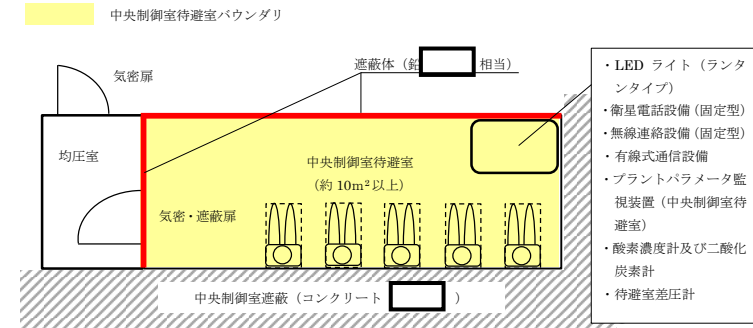 中央制御室待避室バウンダリ
遮蔽体（鉛 相当）
気密扉
均圧室
中央制御室待避室
（約 10m²以上）
気密・遮蔽扉
中央制御室遮蔽（コンクリート ）
・LED ライト（ランタ
ンタイプ）
・衛星電話設備（固定型）
・無線連絡設備（固定型）
・有線式通信設備
・プラントパラメータ監
視装置（中央制御室待
避室）
・酸素濃度計及び二酸化
炭素計
・待避室差圧計